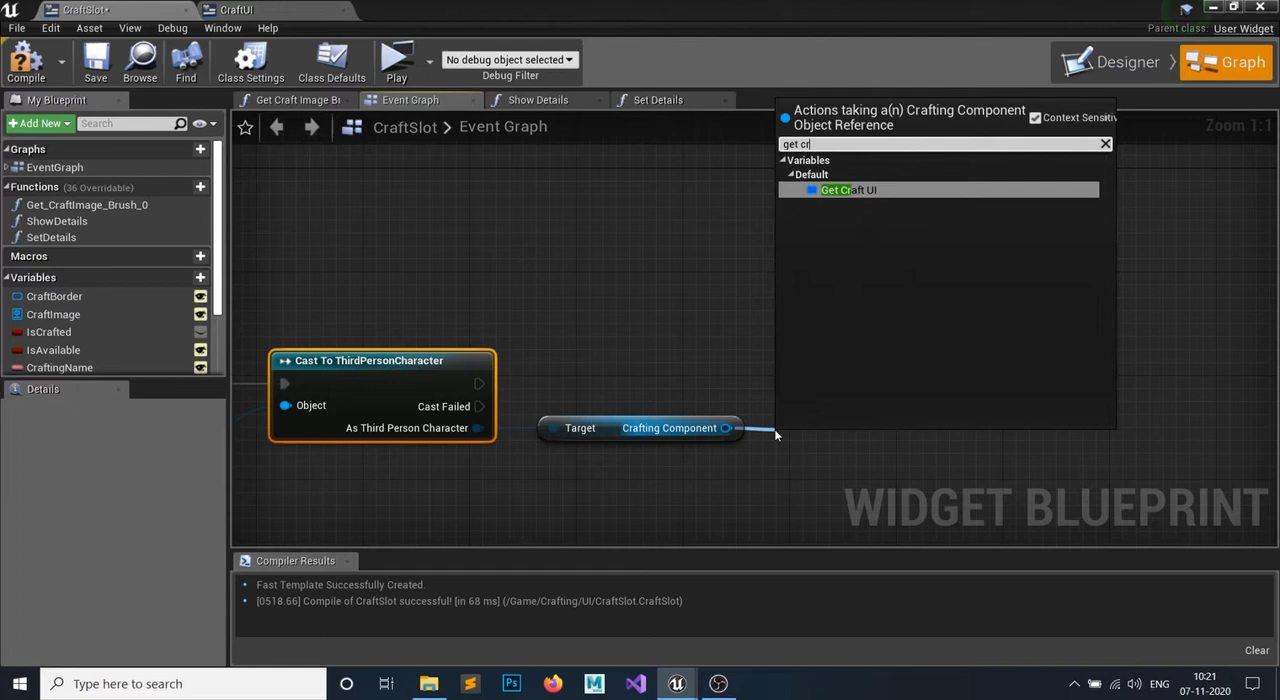 CraftSlot*
CraftUI
File Edit Asset View Window Debug Help
Parent class: User Widget
Compile
Save
Browse
Find
Class Settings
Class Defaults
Play
No debug object selected
Debug Filter
Designer
Graph
My Blueprint
Get Craft Image Br
Event Graph
Show Details
Set Details
+Add New
Search
CraftSlot > Event Graph
Zoom 1:1
Actions taking a(n) Crafting Component
Object Reference
Context Sensitiv
get cr
Variables
Default
Get Craft UI
Graphs
EventGraph
Functions (36 Overridable)
Get_CraftImage_Brush_0
ShowDetails
SetDetails
Macros
Variables
CraftBorder
CraftImage
IsCrafted
IsAvailable
CraftingName
Details
Cast To ThirdPersonCharacter
Object
Cast Failed
As Third Person Character
Target
Crafting Component
WIDGET BLUEPRINT
Compiler Results
Fast Template Successfully Created.
[0518.66] Compile of CraftSlot successful! [in 68 ms] (/Game/Crafting/UI/CraftSlot.CraftSlot)
Clear
Type here to search
ENG
10:21
07-11-2020